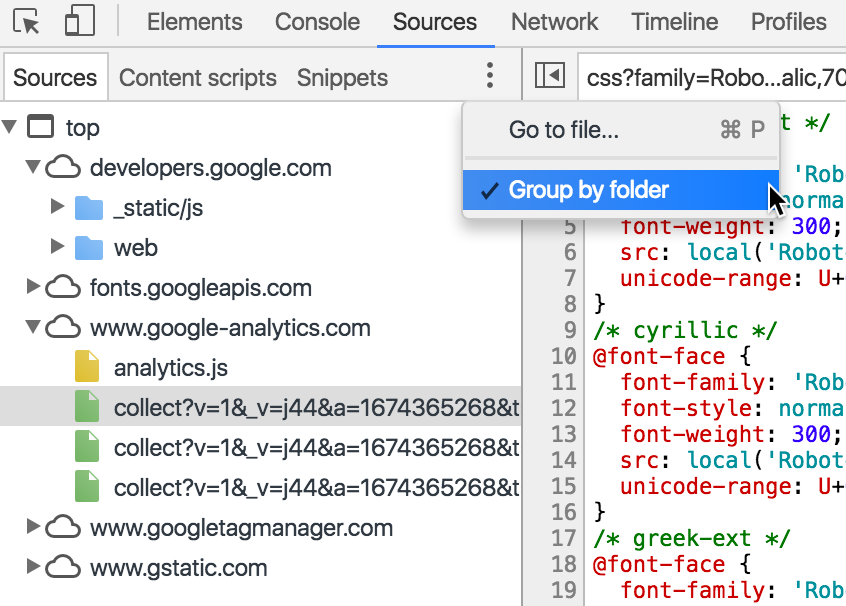 Elements Console Sources Network Timeline Profiles
Sources Content scripts Snippets
css?family=Robo...alic,70
top
developers.google.com
_static/js
web
fonts.googleapis.com
www.google-analytics.com
analytics.js
collect?v=1&_v=j44&a=1674365268&t
collect?v=1&_v=j44&a=1674365268&t
collect?v=1&_v=j44&a=1674365268&t
www.googletagmanager.com
www.gstatic.com
Go to file... ⌘ P
✓ Group by folder
t */
'Rob
norma
5 font-weight: 300;
6 src: local('Robot
7 unicode-range: U+
8 }
9 /* cyrillic */
10 @font-face {
11 font-family: 'Rob
12 font-style: norma
13 font-weight: 300;
14 src: local('Robot
15 unicode-range: U+
16 }
17 /* greek-ext */
18 @font-face {
19 font-family: 'Rob